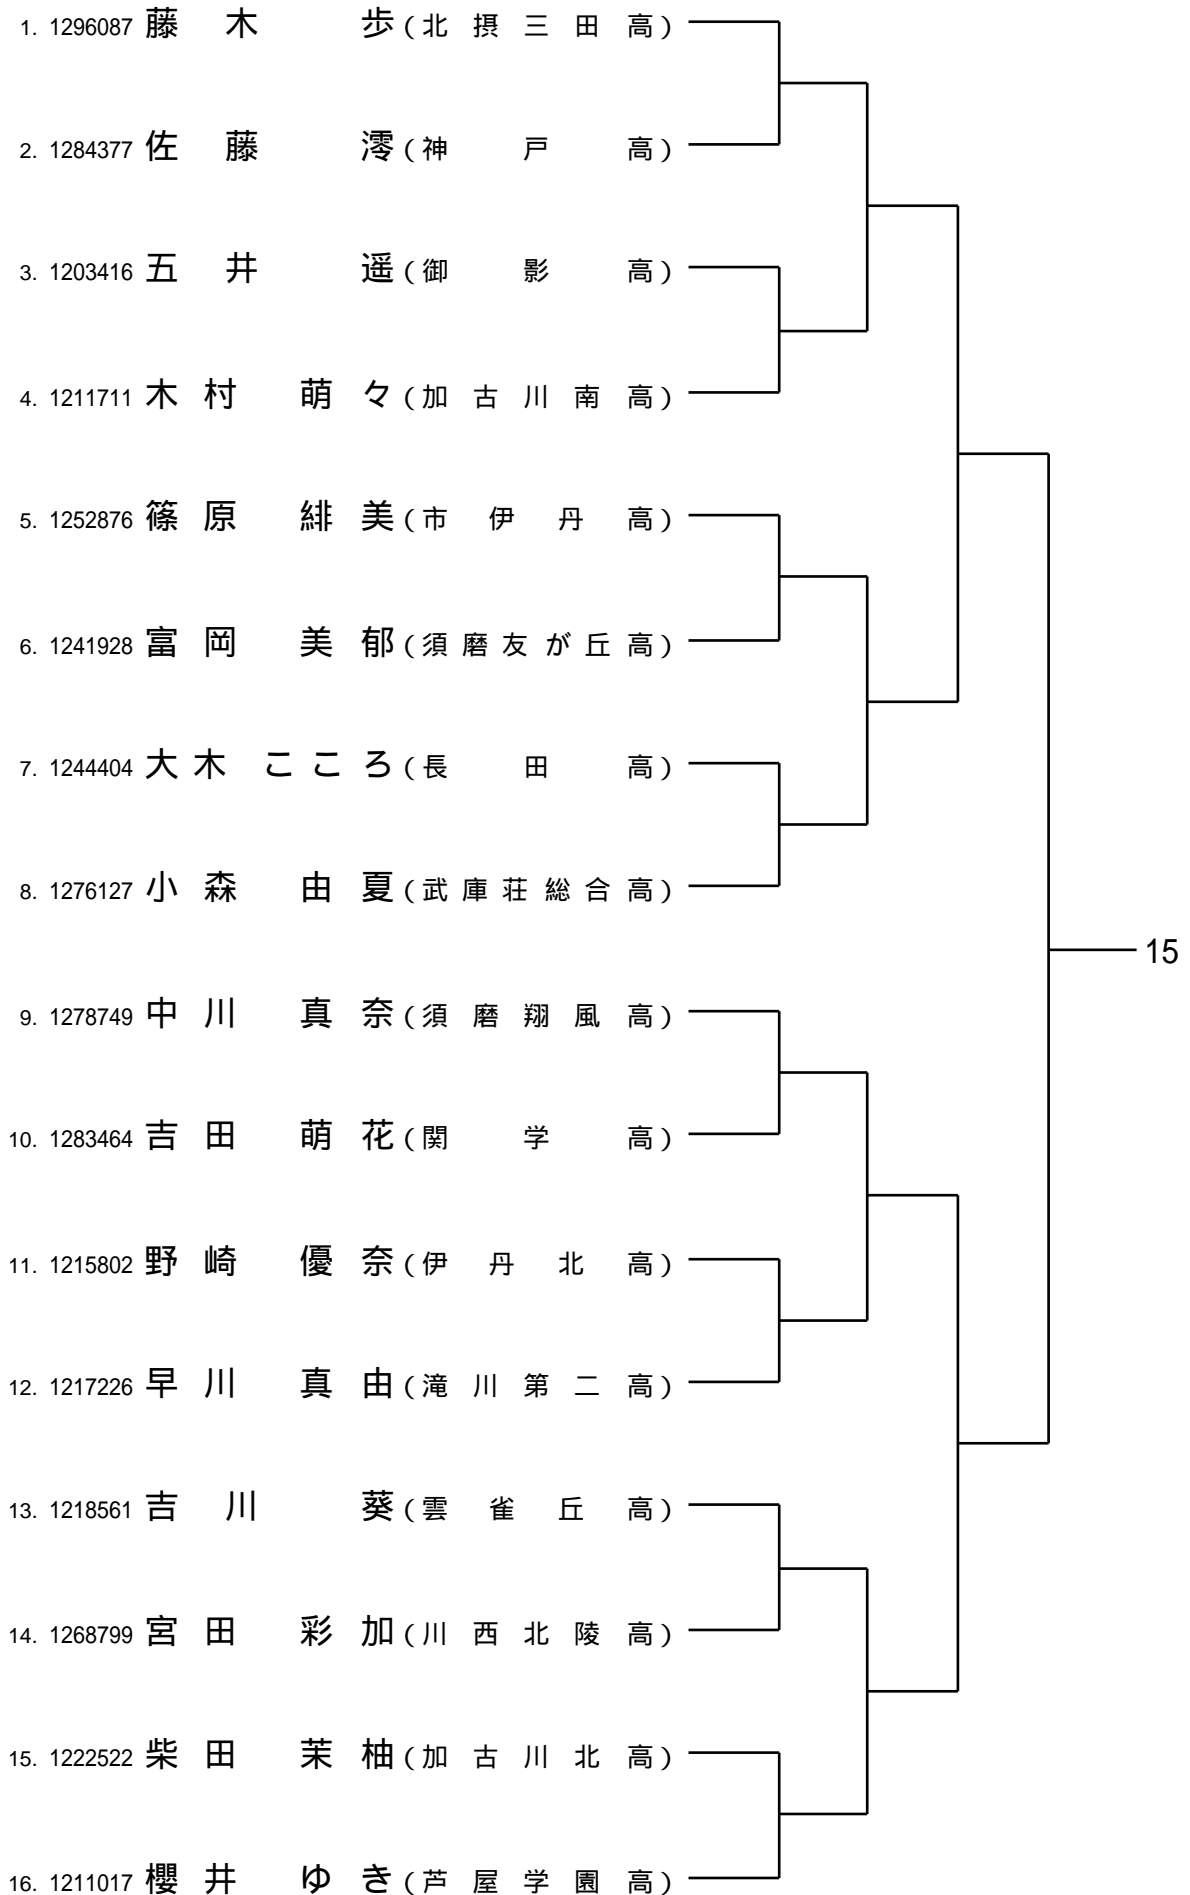 1. 1296087 藤木 歩 (北摂三田高)
2. 1284377 佐藤 澪 (神戸高)
3. 1203416 五井 遥 (御影高)
4. 1211711 木村 萌々 (加古川南高)
5. 1252876 篠原 緋美 (市伊丹高)
6. 1241928 富岡 美郁 (須磨友が丘高)
7. 1244404 大木 こころ (長田高)
8. 1276127 小森 由夏 (武庫荘総合高)
15
9. 1278749 中川 真奈 (須磨翔風高)
10. 1283464 吉田 萌花 (関学高)
11. 1215802 野崎 優奈 (伊丹北高)
12. 1217226 早川 真由 (滝川第二高)
13. 1218561 吉川 葵 (雲雀丘高)
14. 1268799 宮田 彩加 (川西北陵高)
15. 1222522 柴田 茉柚 (加古川北高)
16. 1211017 櫻井 ゆき (芦屋学園高)